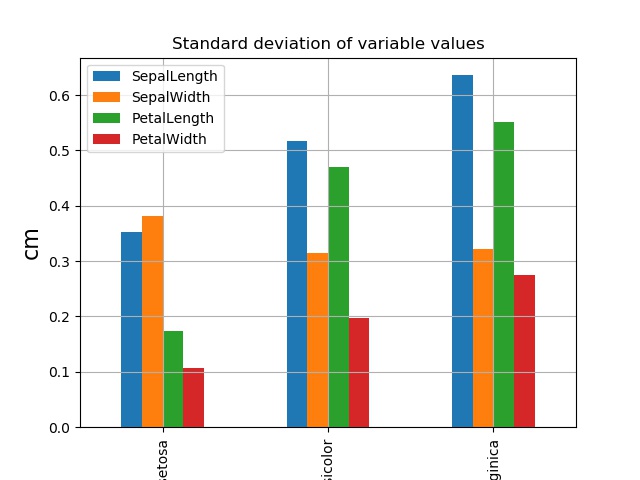 Standard deviation of variable values
SepalLength
SepalWidth
PetalLength
PetalWidth
cm
0.6
0.5
0.4
0.3
0.2
0.1
0.0